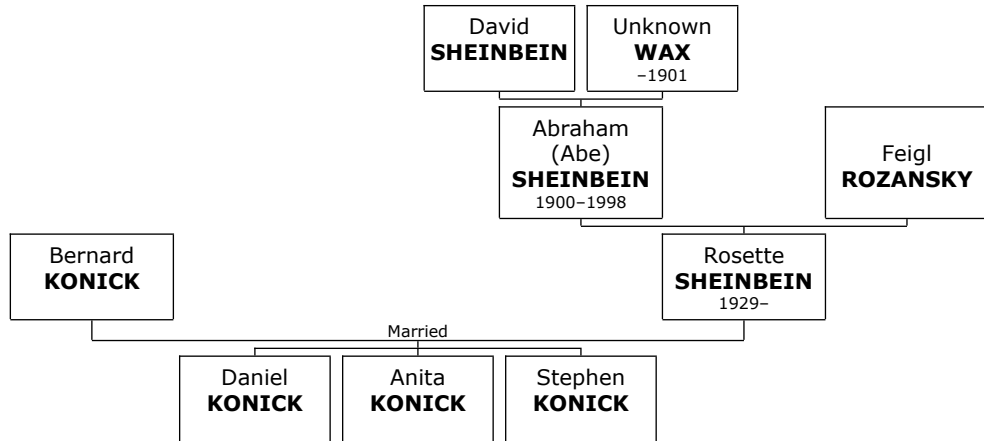 David
SHEINBEIN
Unknown
WAX
–1901
Abraham
(Abe)
SHEINBEIN
1900–1998
Feigl
ROZANSKY
Bernard
KONICK
Rosette
SHEINBEIN
1929–
Married
Daniel
KONICK
Anita
KONICK
Stephen
KONICK